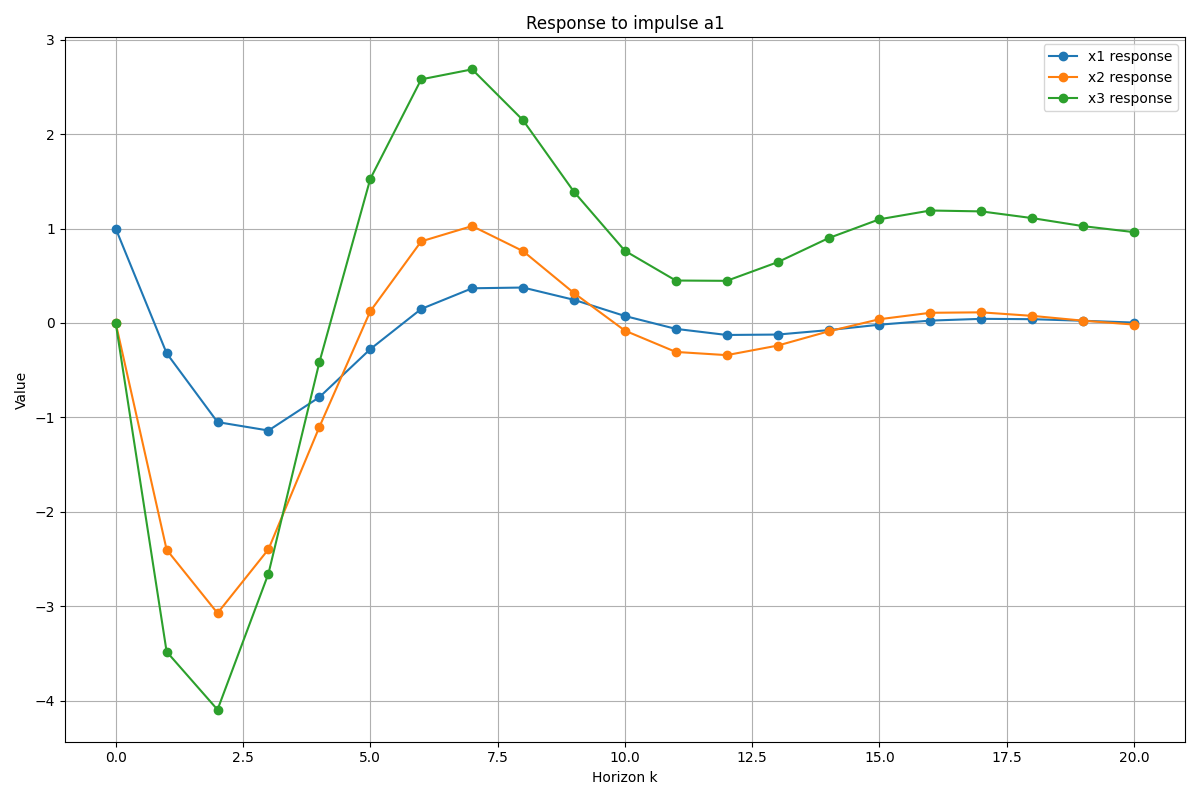 Response to impulse a1
x1 response
x2 response
x3 response
3
2
1
0
−1
−2
−3
−4
Value
0.0 2.5 5.0 7.5 10.0 12.5 15.0 17.5 20.0
Horizon k